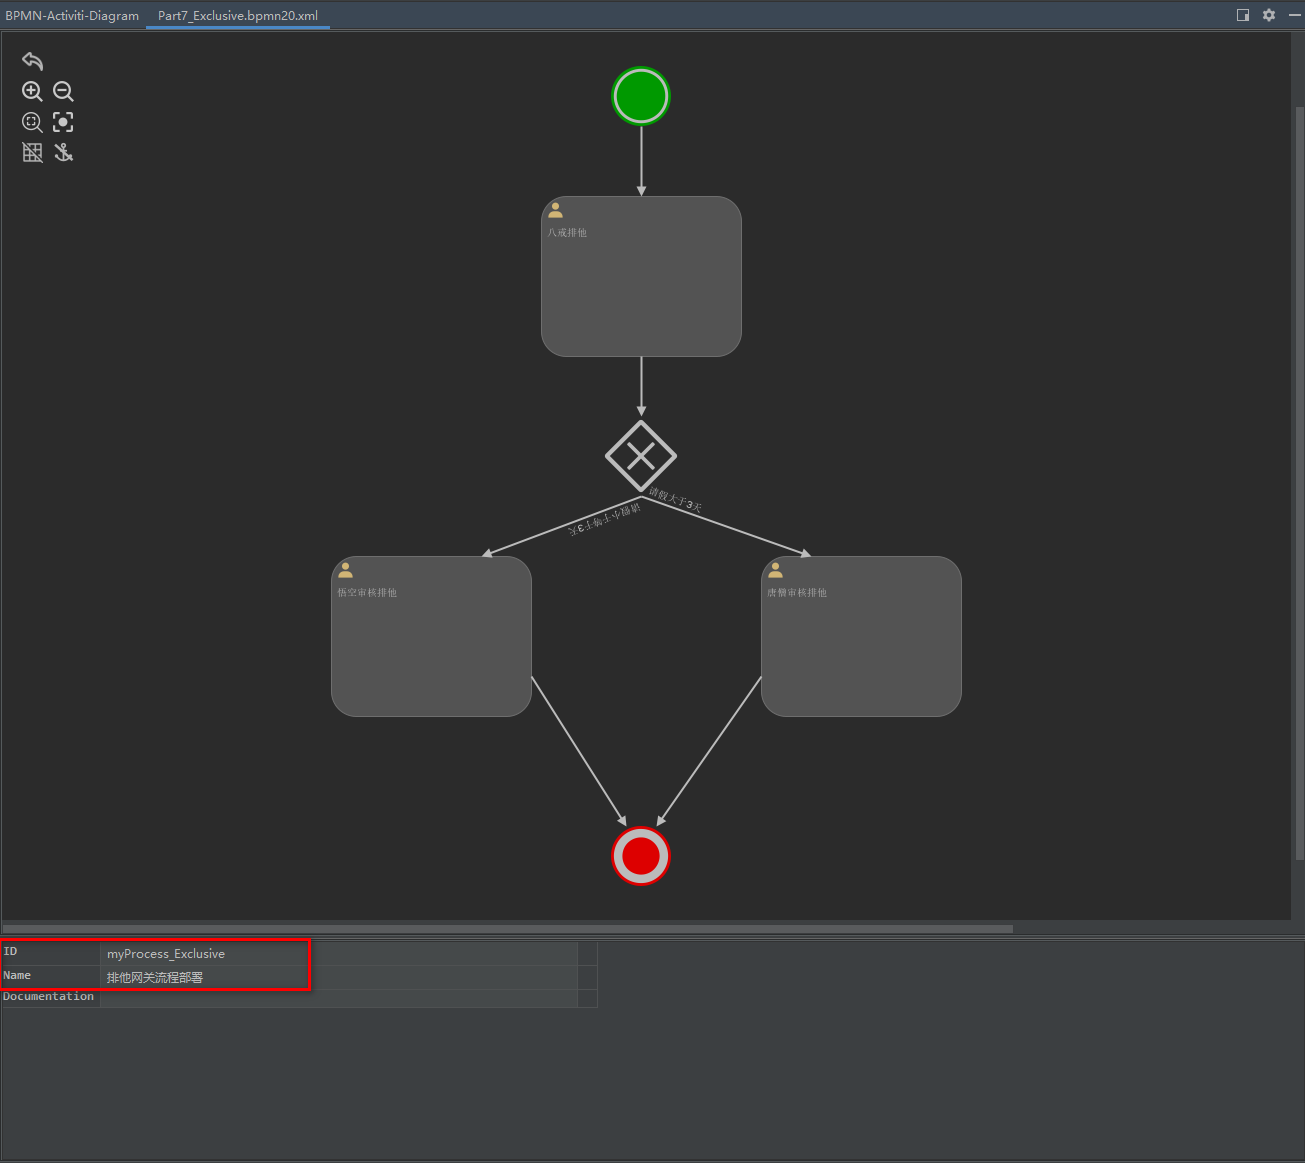 BPMN-Activiti-Diagram
Part7_Exclusive.bpmn20.xml
八戒排他
请假大于3天
请假小于等于3天
悟空审核排他
唐僧审核排他
ID
myProcess_Exclusive
Name
排他网关流程部署
Documentation